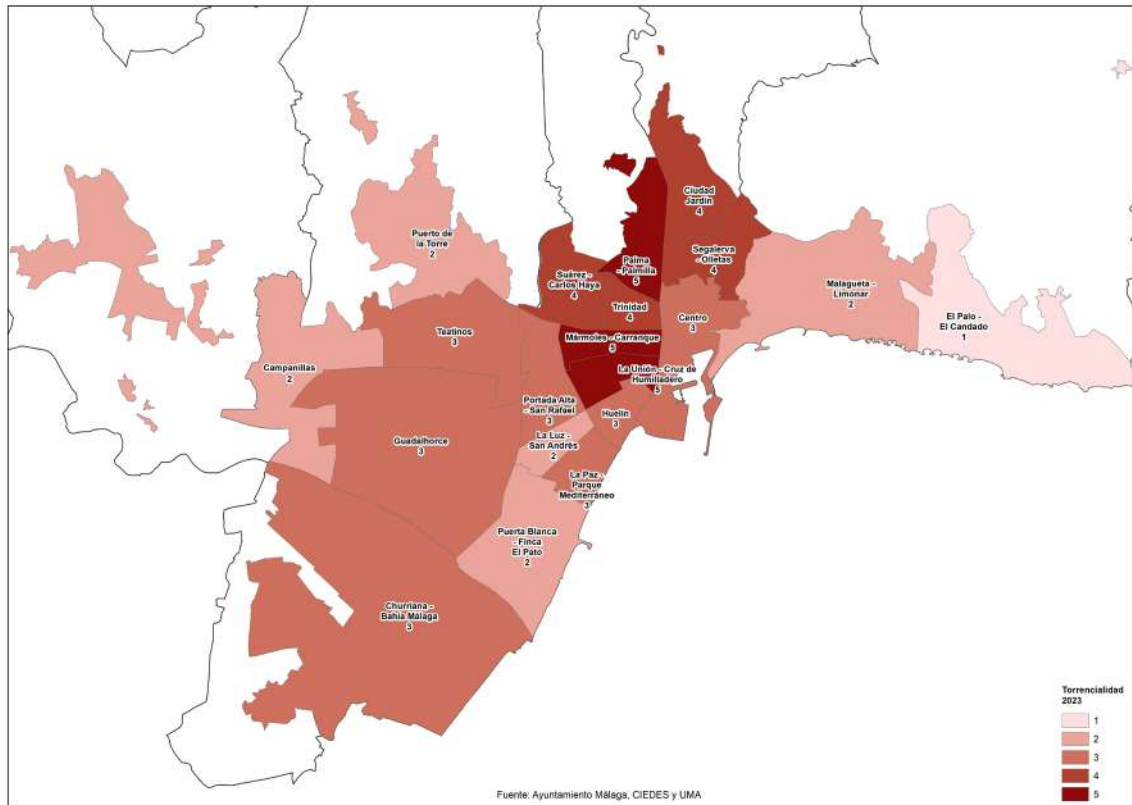 Ciudad
Jardín
4
Puerto de
la Torre
2
Palma
- Palmilla
5
Segalerva -
Olletas
4
Suárez -
Carlos Haya
4
Malagueta -
Limonar
2
Trinidad
4
Centro
3
El Palo -
El Candado
1
Teatinos
3
Mármoles - Carranque
5
Campanillas
2
La Unión - Cruz de
Humilladero
5
Portada Alta
- San Rafael
3
Huelin
3
Guadalhorce
3
La Luz -
San Andrés
2
La Paz -
Parque
Mediterráneo
3
Puerta Blanca
- Finca
El Pato
2
Churriana -
Bahía Málaga
3
Torrencialidad
2023
1
2
3
4
5
Fuente: Ayuntamiento Málaga, CIEDES y UMA